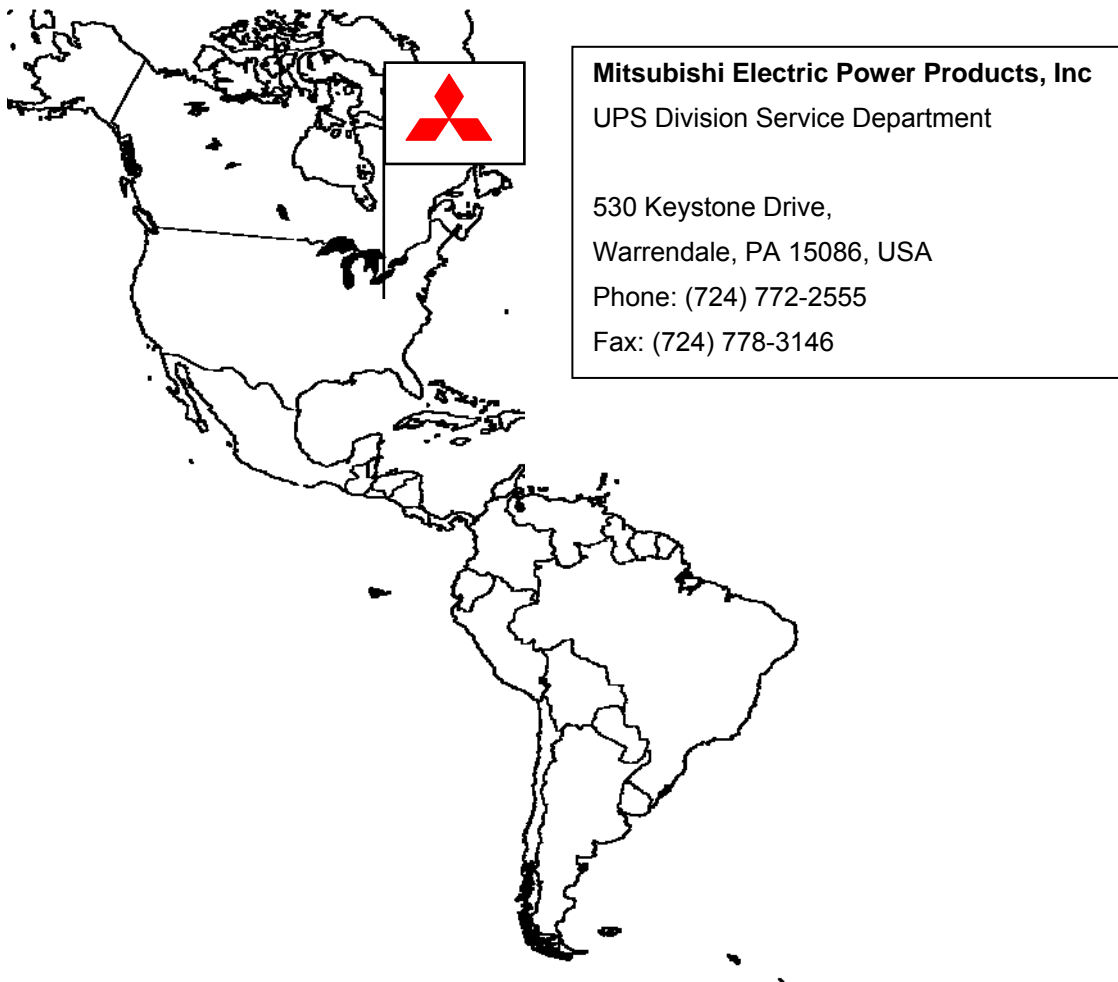 Mitsubishi Electric Power Products, Inc
UPS Division Service Department
530 Keystone Drive,
Warrendale, PA 15086, USA
Phone: (724) 772-2555
Fax: (724) 778-3146